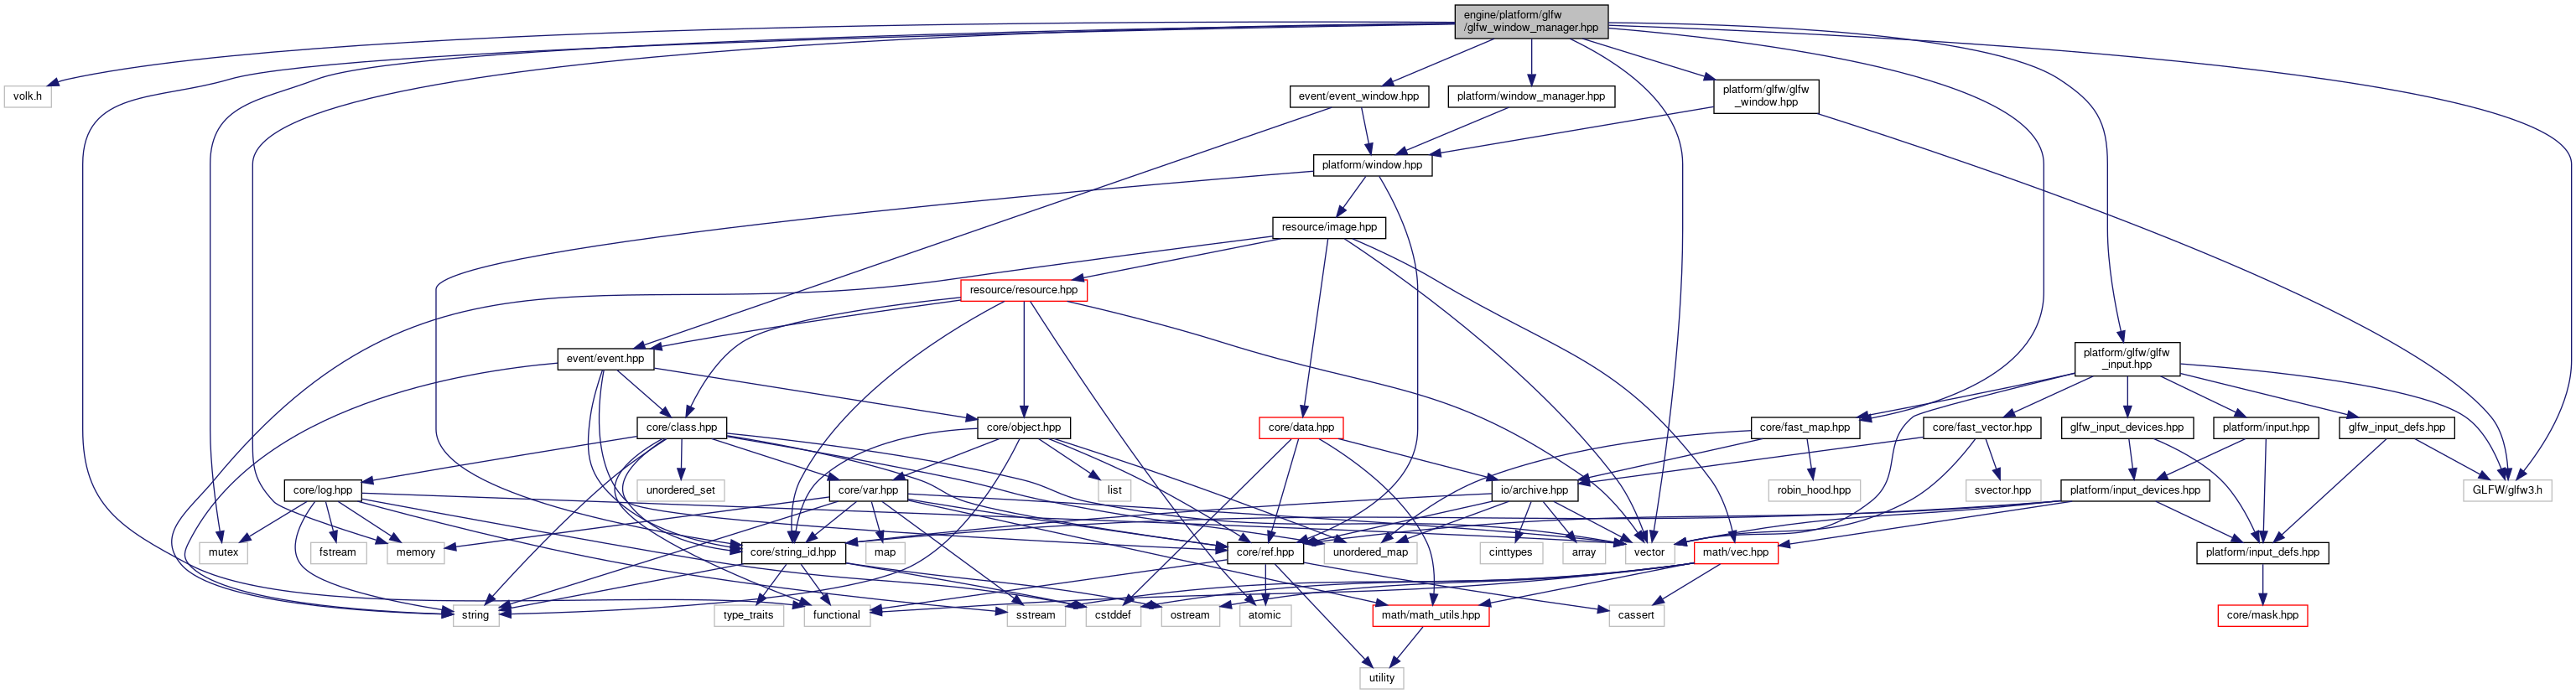 engine/platform/glfw
/glfw_window_manager.hpp
volk.h
event/event_window.hpp
platform/window_manager.hpp
platform/glfw/glfw
_window.hpp
platform/window.hpp
resource/image.hpp
resource/resource.hpp
event/event.hpp
platform/glfw/glfw
_input.hpp
core/class.hpp
core/object.hpp
core/data.hpp
core/fast_map.hpp
core/fast_vector.hpp
glfw_input_devices.hpp
platform/input.hpp
glfw_input_defs.hpp
core/log.hpp
unordered_set
core/var.hpp
list
io/archive.hpp
robin_hood.hpp
svector.hpp
platform/input_devices.hpp
GLFW/glfw3.h
mutex
fstream
memory
core/string_id.hpp
map
core/ref.hpp
unordered_map
cinttypes
array
vector
math/vec.hpp
platform/input_defs.hpp
string
type_traits
functional
sstream
cstddef
ostream
atomic
math/math_utils.hpp
cassert
core/mask.hpp
utility